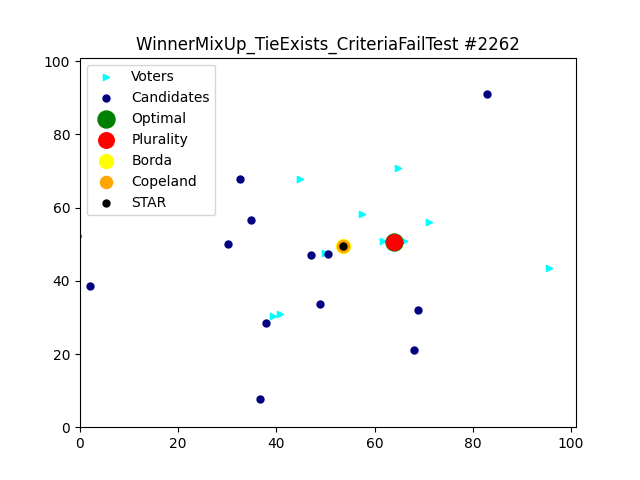 WinnerMixUp_TieExists_CriteriaFailTest #2262
100
80
60
40
20
0
Voters
Candidates
Optimal
Plurality
Borda
Copeland
STAR
0 20 40 60 80 100